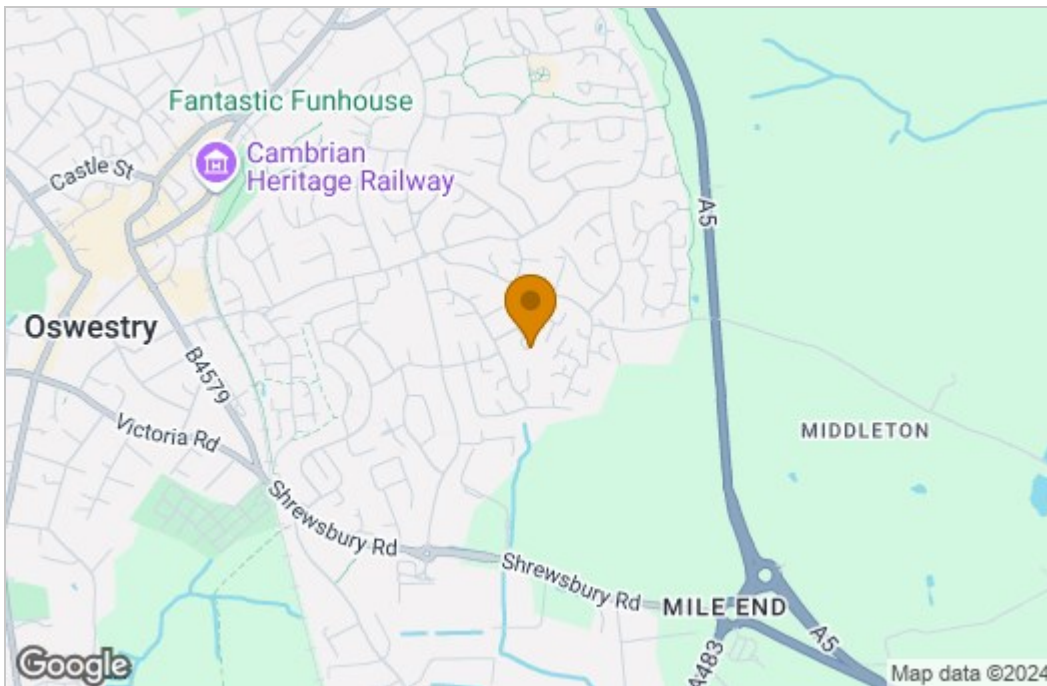 Fantastic Funhouse
Castle St
Cambrian
Heritage Railway
A5
Oswestry
B4579
Victoria Rd
MIDDLETON
Shrewsbury Rd
Shrewsbury Rd
MILE END
A483
A5
Google
Map data ©2024